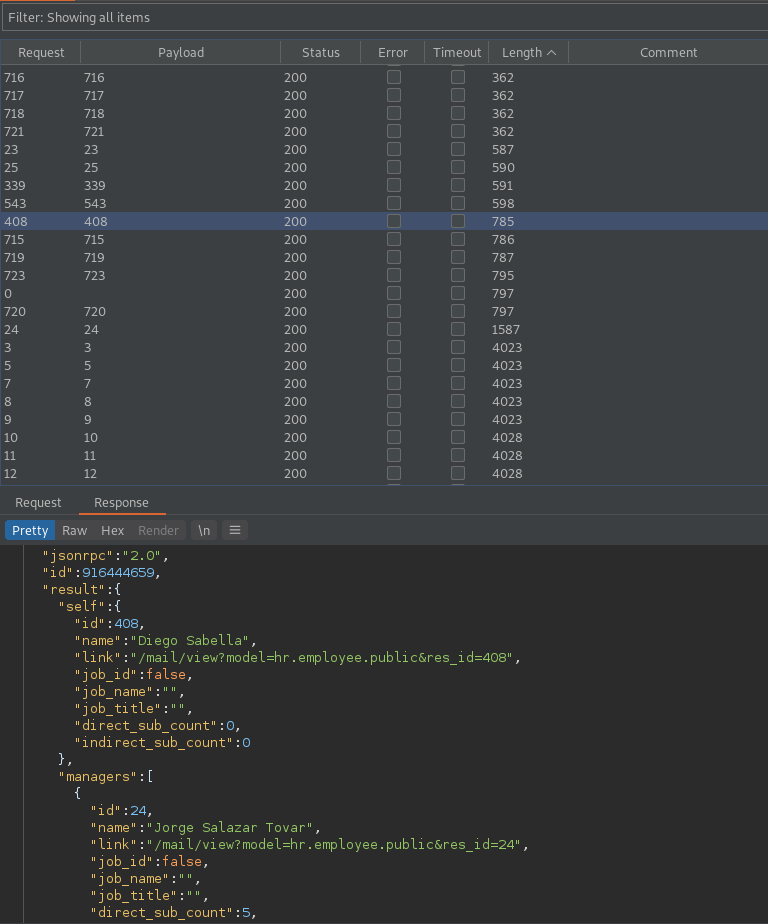 Filter: Showing all items
Request Payload Status Error Timeout Length Comment
716 716 200 362
717 717 200 362
718 718 200 362
721 721 200 362
23 23 200 587
25 25 200 590
339 339 200 591
543 543 200 598
408 408 200 785
715 715 200 786
719 719 200 787
723 723 200 795
0 200 797
720 720 200 797
24 24 200 1587
3 3 200 4023
5 5 200 4023
7 7 200 4023
8 8 200 4023
9 9 200 4023
10 10 200 4028
11 11 200 4028
12 12 200 4028
Request Response
Pretty Raw Hex Render \n
"jsonrpc":"2.0",
"id":916444659,
"result":{
"self":{
"id":408,
"name":"Diego Sabella",
"link":"/mail/view?model=hr.employee.public&res_id=408",
"job_id":false,
"job_name":"",
"job_title":"",
"direct_sub_count":0,
"indirect_sub_count":0
},
"managers":[
{
"id":24,
"name":"Jorge Salazar Tovar",
"link":"/mail/view?model=hr.employee.public&res_id=24",
"job_id":false,
"job_name":"",
"job_title":"",
"direct_sub_count":5,